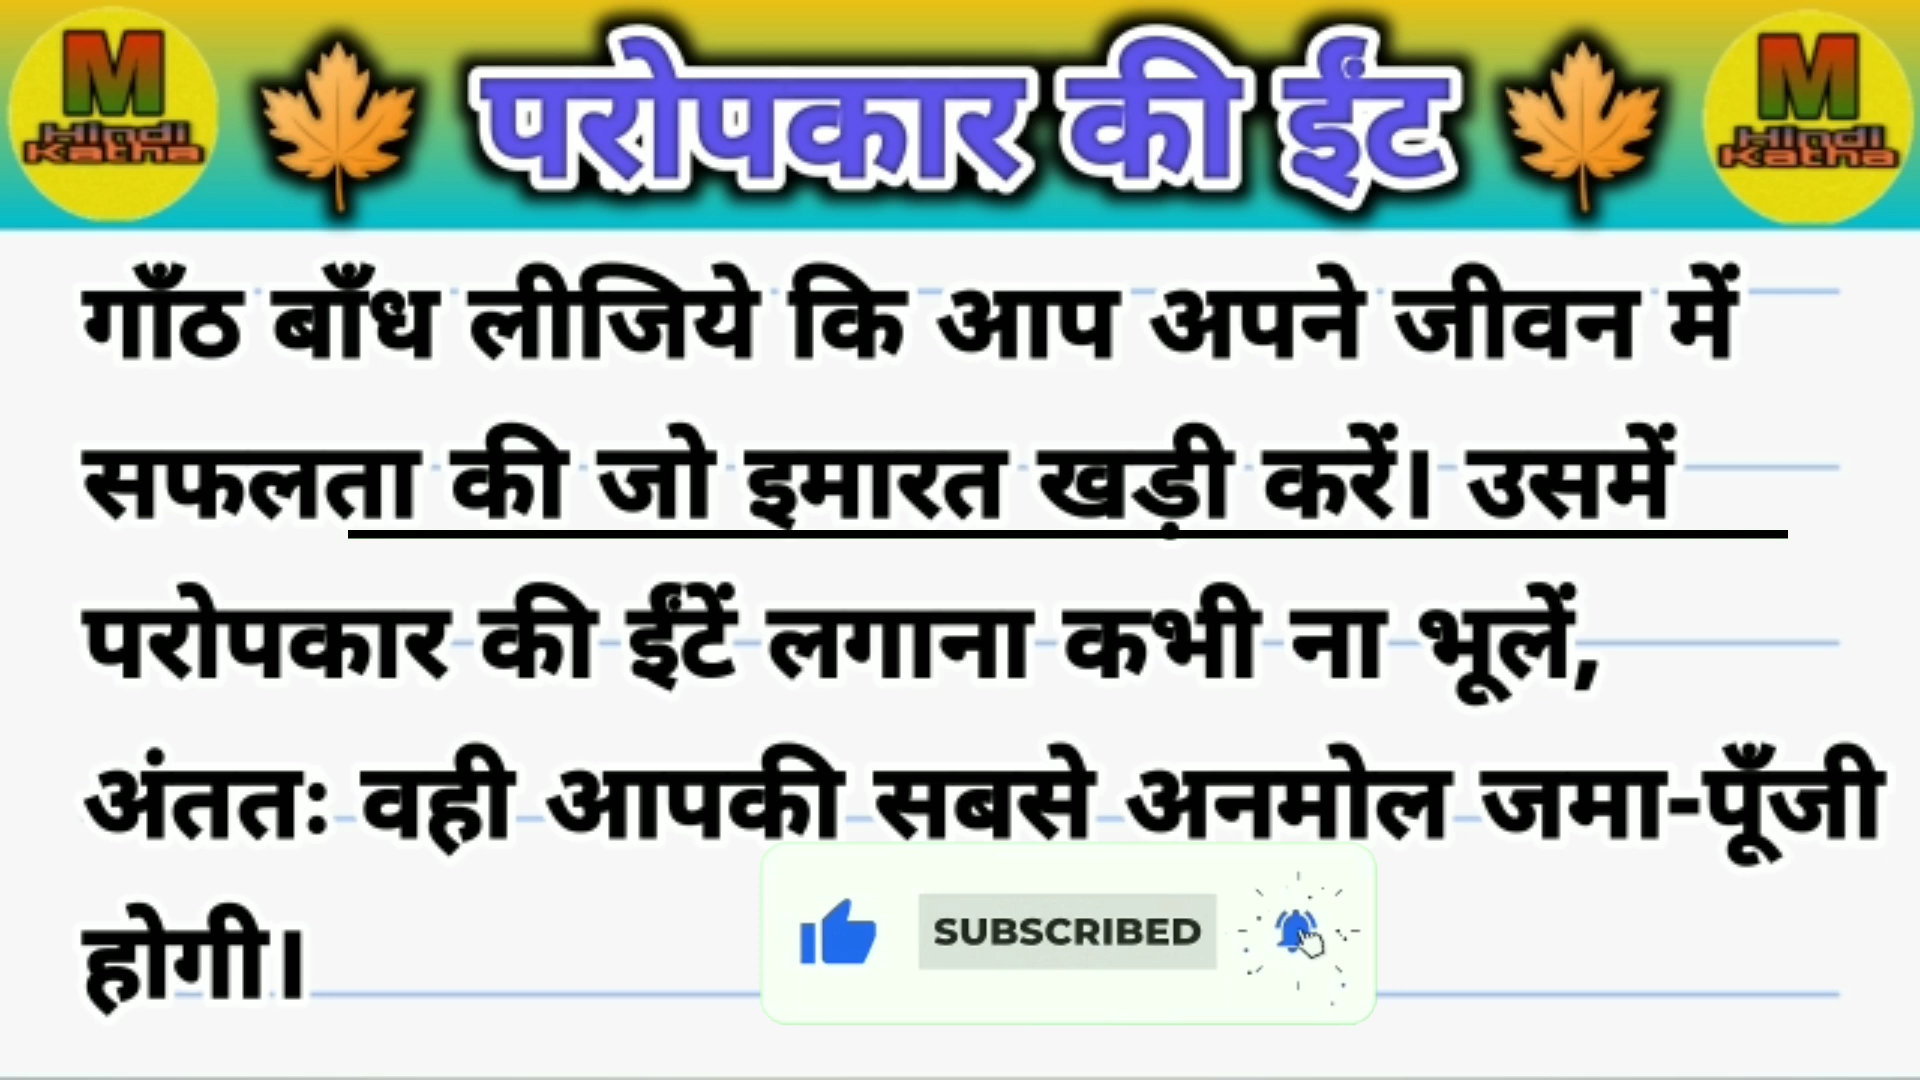 M
Hindi
Katha
परोपकार की ईंट
M
Hindi
Katha
गाँठ बाँध लीजिये कि आप अपने जीवन में
सफलता की जो इमारत खड़ी करें। उसमें
परोपकार की ईंटें लगाना कभी ना भूलें,
अंततः वही आपकी सबसे अनमोल जमा-पूँजी
होगी।
SUBSCRIBED